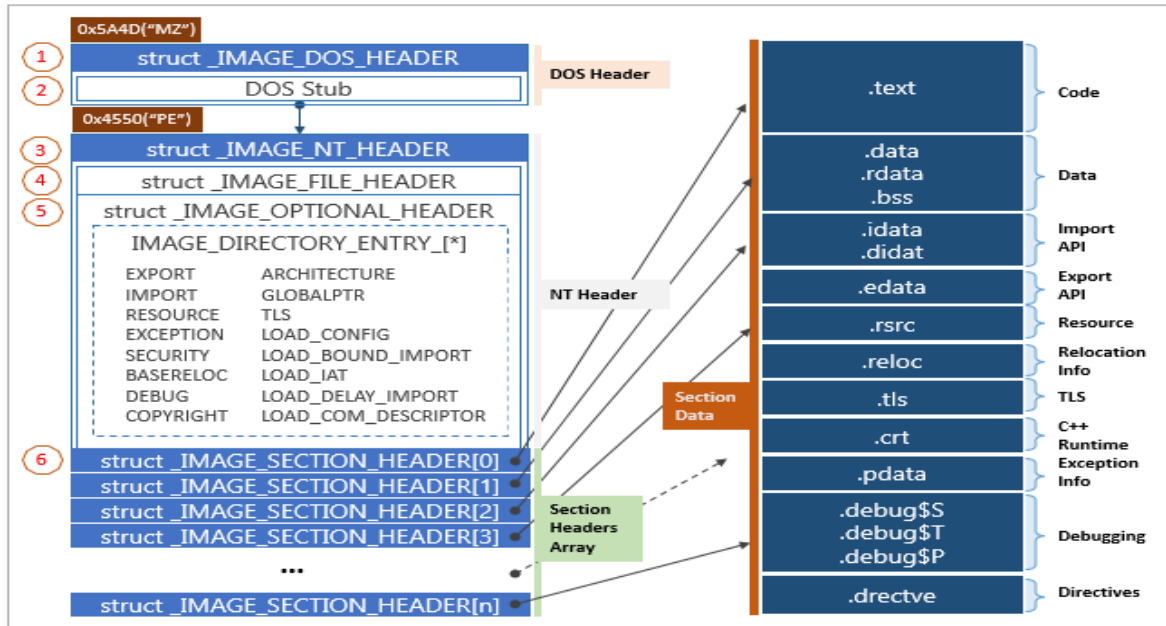 0x5A4D("MZ")
1
struct _IMAGE_DOS_HEADER
2
DOS Stub
DOS Header
0x4550("PE")
3
struct _IMAGE_NT_HEADER
4
struct _IMAGE_FILE_HEADER
5
struct _IMAGE_OPTIONAL_HEADER
IMAGE_DIRECTORY_ENTRY_[*]
EXPORT ARCHITECTURE
IMPORT GLOBALPTR
RESOURCE TLS
EXCEPTION LOAD_CONFIG
SECURITY LOAD_BOUND_IMPORT
BASERELOC LOAD_IAT
DEBUG LOAD_DELAY_IMPORT
COPYRIGHT LOAD_COM_DESCRIPTOR
NT Header
6
struct _IMAGE_SECTION_HEADER[0]
struct _IMAGE_SECTION_HEADER[1]
struct _IMAGE_SECTION_HEADER[2]
struct _IMAGE_SECTION_HEADER[3]
...
struct _IMAGE_SECTION_HEADER[n]
Section
Headers
Array
Section
Data
.text
Code
.data
.rdata
.bss
Data
.idata
.didat
Import
API
.edata
Export
API
.rsrc
Resource
.reloc
Relocation
Info
.tls
TLS
.crt
C++
Runtime
.pdata
Exception
Info
.debug$S
.debug$T
.debug$P
Debugging
.drectve
Directives